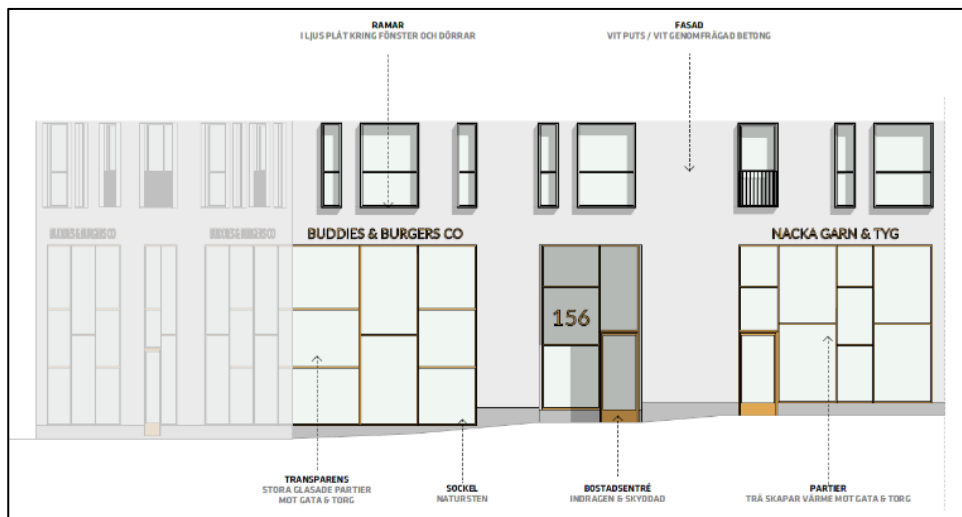 RAMAR
I LJUS PLÅT KRING FÖNSTER OCH DÖRRAR
FASAD
VIT PUTS / VIT GENOMFRÄGAD BETONG
BUDDIES & BURGERS CO
BUDDIES & BURGERS CO
BUDDIES & BURGERS CO
NACKA GARN & TYG
156
TRANSPARENS
STORA GLASADE PARTIER
MOT GATA & TORG
SOCKEL
NATURSTEN
BOSTADSENTRÉ
INDRAGEN & SKYDDAD
PARTIER
TRÄ SKAPAR VÄRME MOT GATA & TORG